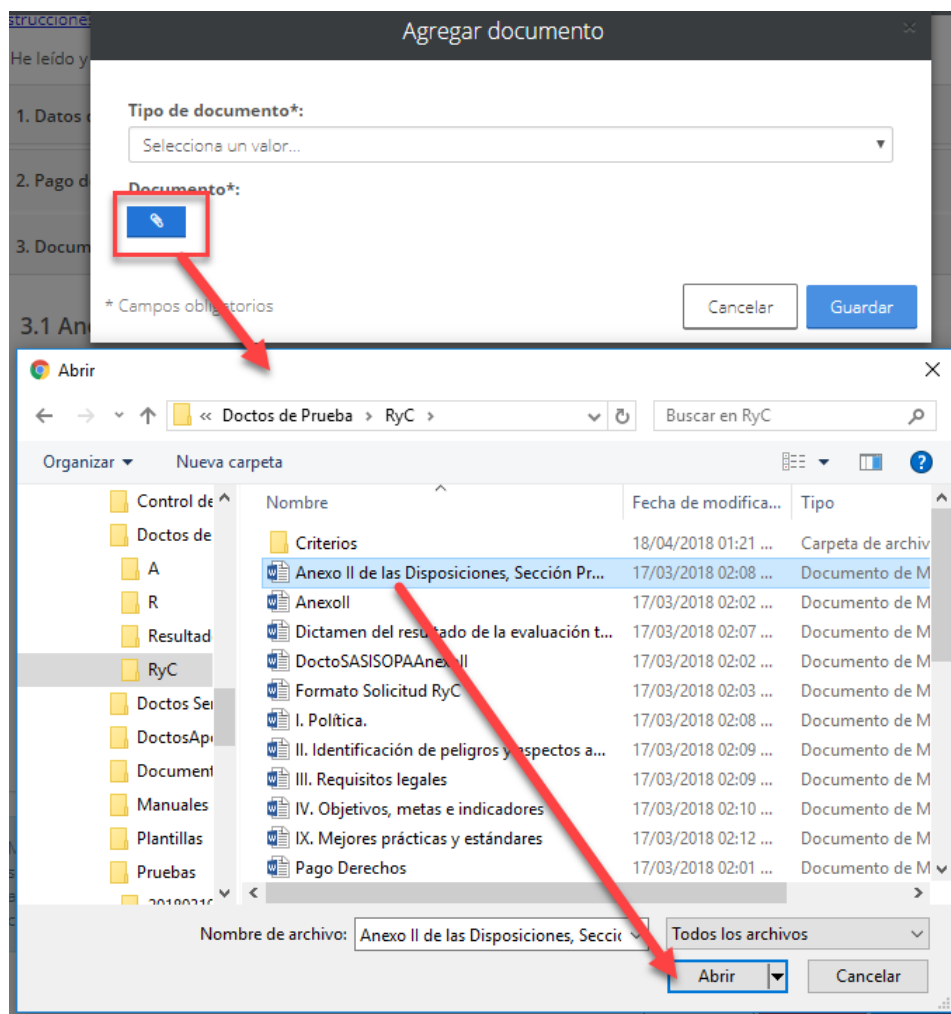 strucciones
Agregar documento
He leído y
Tipo de documento*:
1. Datos
Selecciona un valor...
2. Pago d
Documento*:
3. Docum
* Campos obligatorios
Cancelar
Guardar
3.1 An
Abrir
« Doctos de Prueba > RyC >
Buscar en RyC
Organizar
Nueva carpeta
Control de
Nombre
Fecha de modifica...
Tipo
Doctos de
Criterios
18/04/2018 01:21 ...
Carpeta de archiv
A
Anexo II de las Disposiciones, Sección Pr...
17/03/2018 02:08 ...
Documento de M
R
AnexoII
17/03/2018 02:02 ...
Documento de M
Resultad
Dictamen del resultado de la evaluación t...
17/03/2018 02:07 ...
Documento de M
RyC
DoctoSASISOPAAnexoII
17/03/2018 02:02 ...
Documento de M
Doctos Ser
Formato Solicitud RyC
17/03/2018 02:03 ...
Documento de M
I. Política.
17/03/2018 02:08 ...
Documento de M
DoctosApo
II. Identificación de peligros y aspectos a...
17/03/2018 02:09 ...
Documento de M
Document
III. Requisitos legales
17/03/2018 02:09 ...
Documento de M
Manuales
IV. Objetivos, metas e indicadores
17/03/2018 02:10 ...
Documento de M
Plantillas
IX. Mejores prácticas y estándares
17/03/2018 02:12 ...
Documento de M
Pruebas
Pago Derechos
17/03/2018 02:01 ...
Documento de M
Nombre de archivo:
Anexo II de las Disposiciones, Secció
Todos los archivos
Abrir
Cancelar